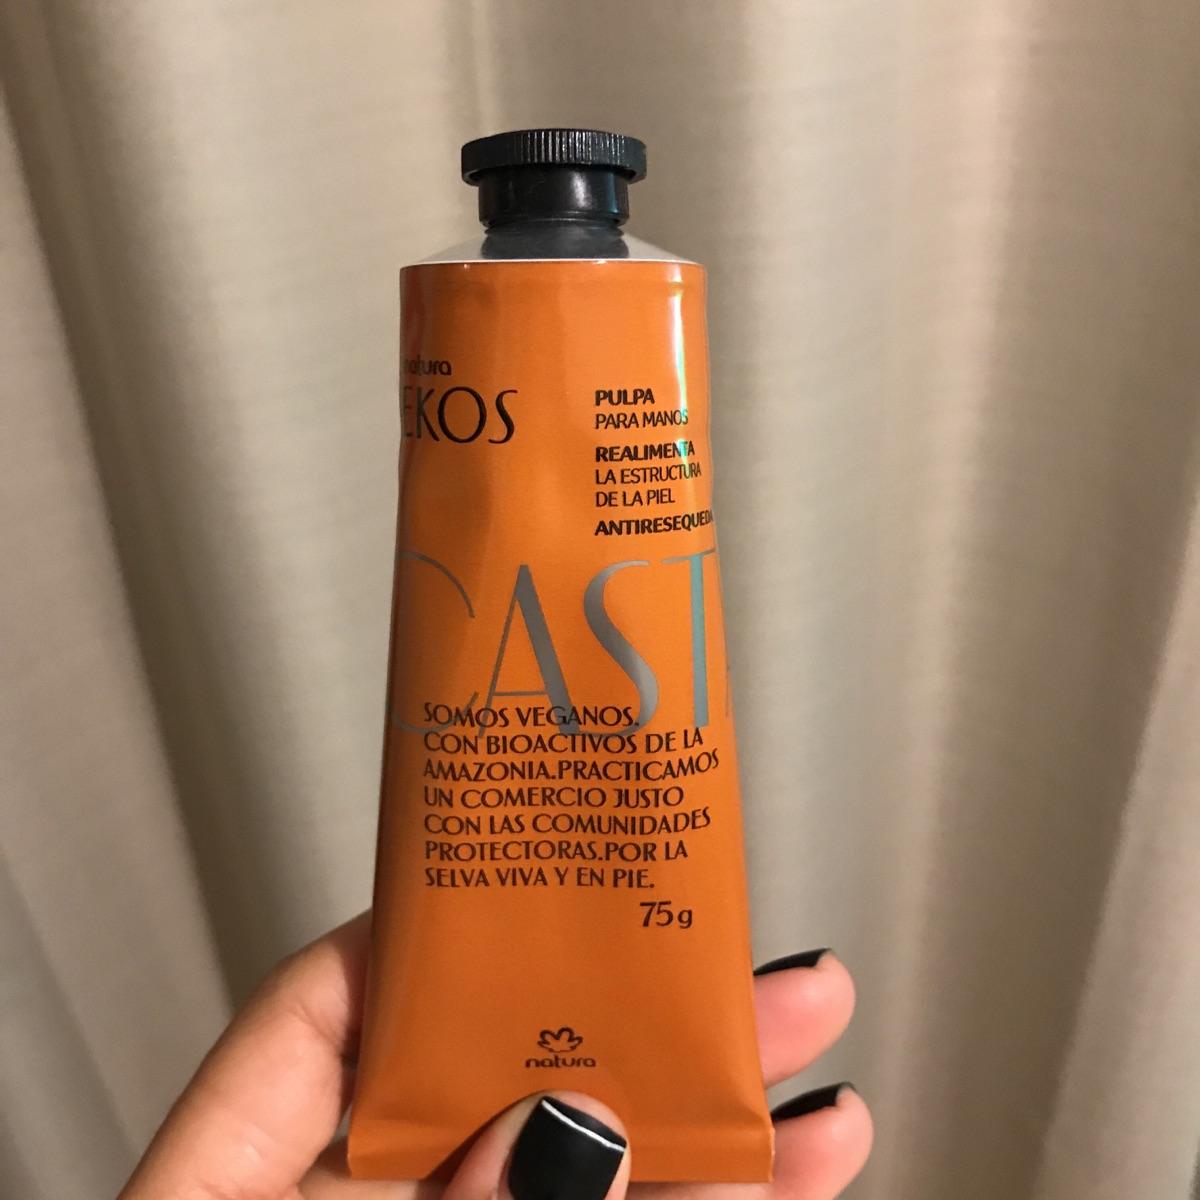 natura
EKOS
PULPA
PARA MANOS
REALIMENTA
LA ESTRUCTURA
DE LA PIEL
ANTIRESEQUEDA
CAST
SOMOS VEGANOS.
CON BIOACTIVOS DE LA
AMAZONIA.PRACTICAMOS
UN COMERCIO JUSTO
CON LAS COMUNIDADES
PROTECTORAS.POR LA
SELVA VIVA Y EN PIE.
75g
natura